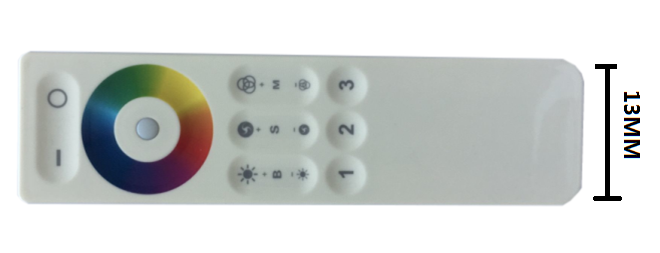 I O
+ + +
B S M
- - -
1 2 3
13MM